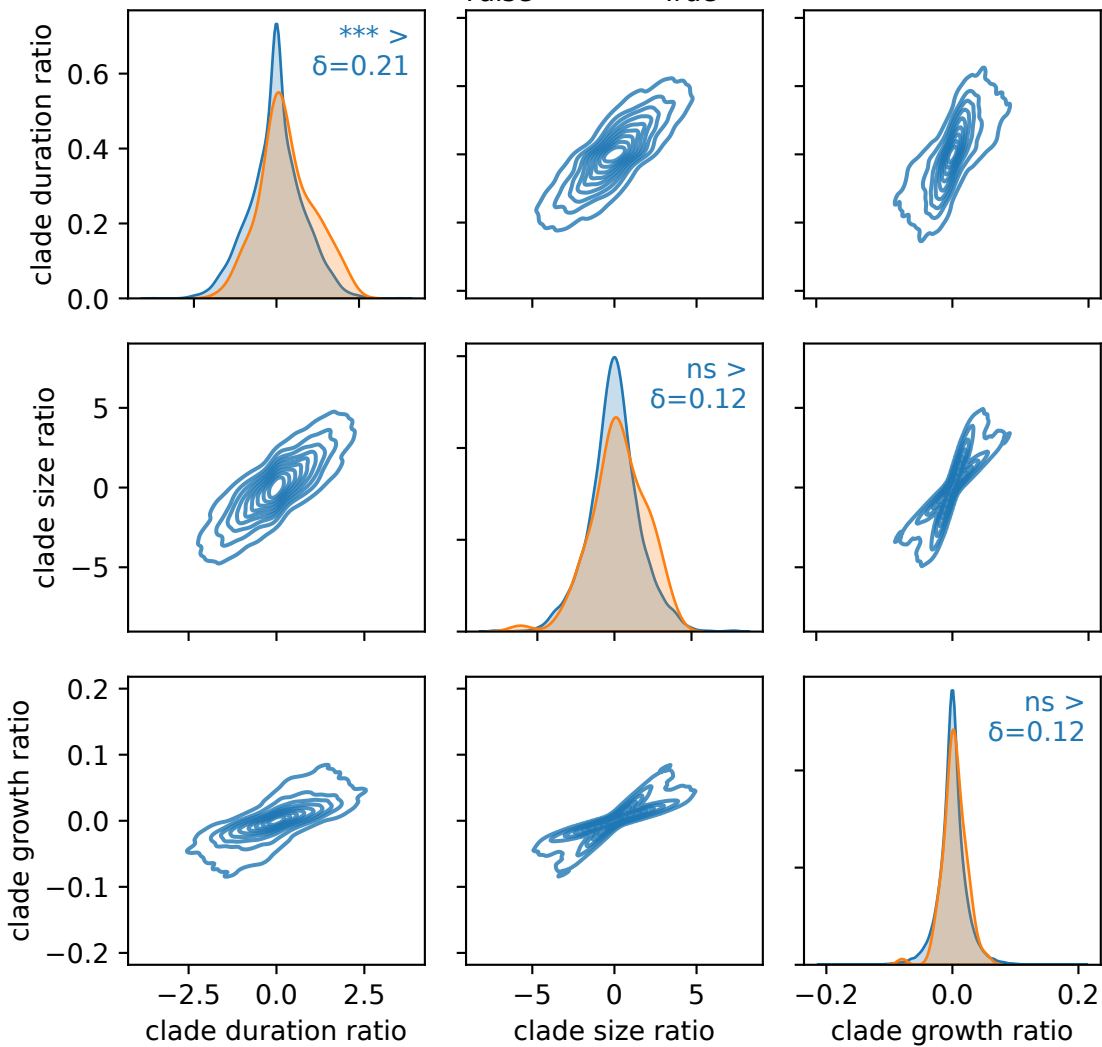 *** >
δ=0.21
clade duration ratio
0.6
0.4
0.2
0.0
ns >
δ=0.12
clade size ratio
5
0
−5
ns >
δ=0.12
clade growth ratio
0.2
0.1
0.0
−0.1
−0.2
−2.5 0.0 2.5
−5 0 5
−0.2 0.0 0.2
clade duration ratio
clade size ratio
clade growth ratio